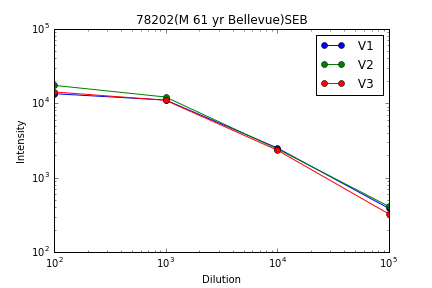 78202(M 61 yr Bellevue)SEB
10^5
10^4
10^3
10^2
Intensity
V1
V2
V3
10^2 10^3 10^4 10^5
Dilution